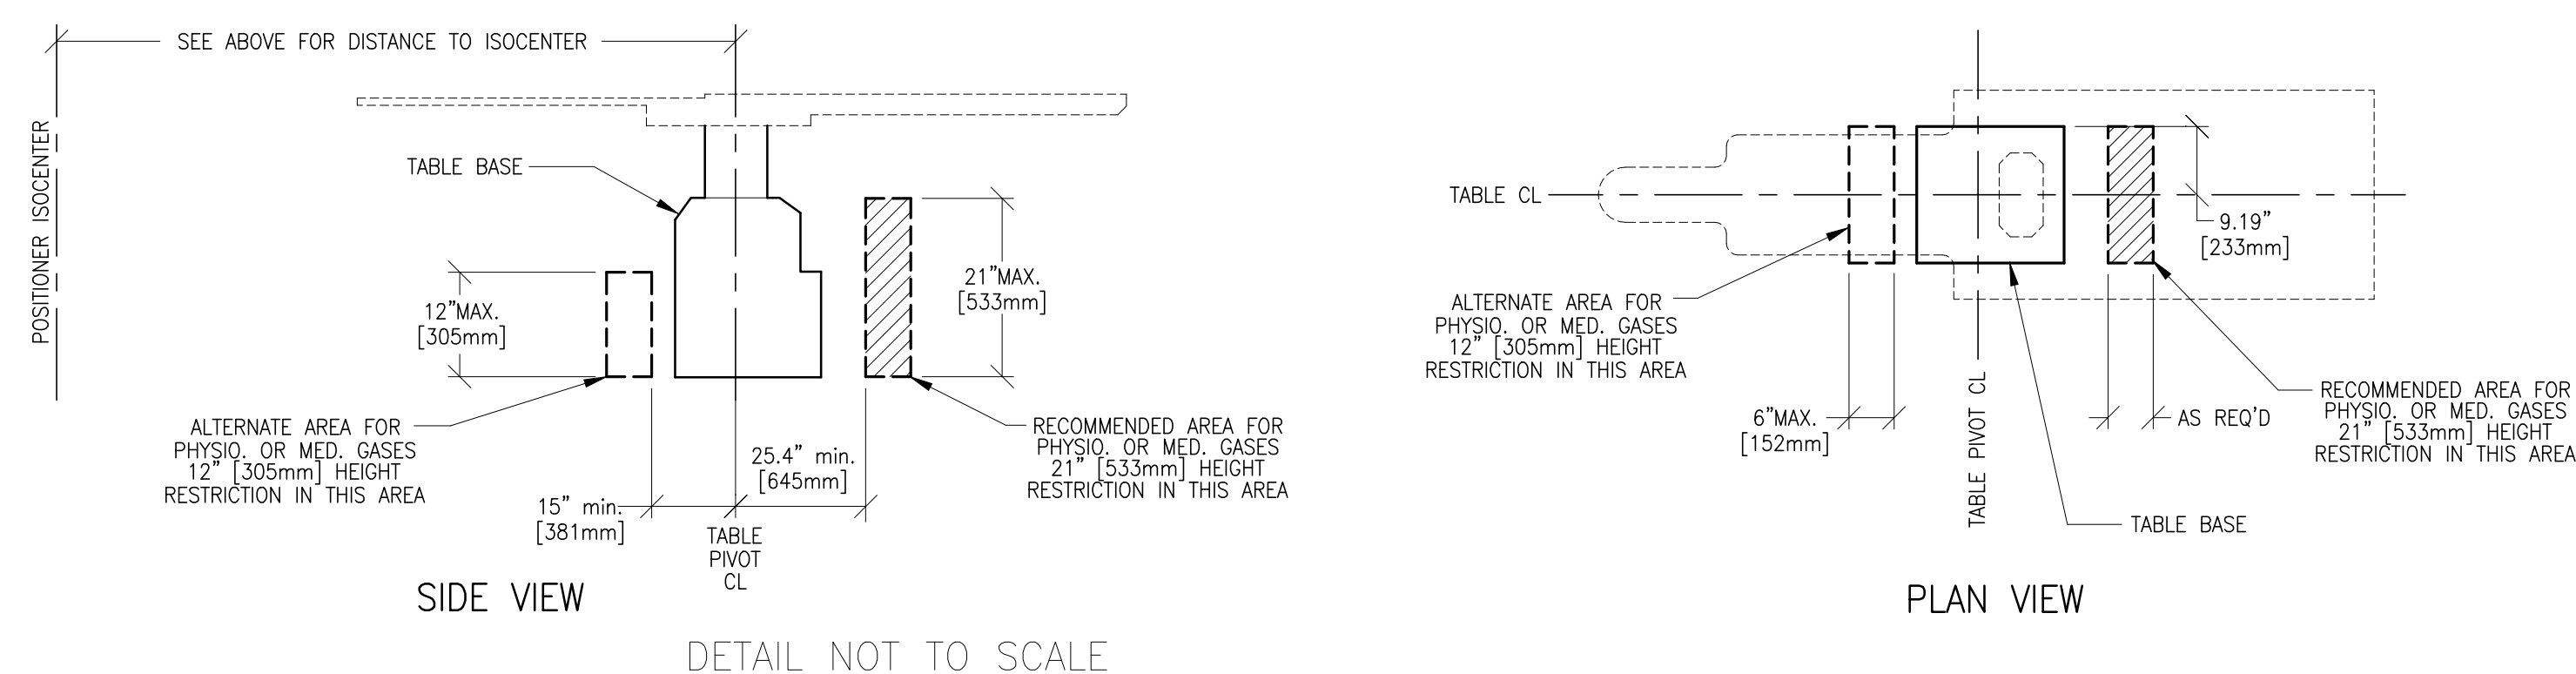 SEE ABOVE FOR DISTANCE TO ISOCENTER
POSITIONER ISOCENTER
TABLE BASE
12”MAX.
[305mm]
21”MAX.
[533mm]
ALTERNATE AREA FOR
PHYSIO. OR MED. GASES
12” [305mm] HEIGHT
RESTRICTION IN THIS AREA
25.4” min.
[645mm]
RECOMMENDED AREA FOR
PHYSIO. OR MED. GASES
21” [533mm] HEIGHT
RESTRICTION IN THIS AREA
15” min.
[381mm]
TABLE
PIVOT
CL
SIDE VIEW
DETAIL NOT TO SCALE
TABLE CL
9.19”
[233mm]
ALTERNATE AREA FOR
PHYSIO. OR MED. GASES
12” [305mm] HEIGHT
RESTRICTION IN THIS AREA
6”MAX.
[152mm]
TABLE PIVOT CL
AS REQ'D
RECOMMENDED AREA FOR
PHYSIO. OR MED. GASES
21” [533mm] HEIGHT
RESTRICTION IN THIS AREA
TABLE BASE
PLAN VIEW